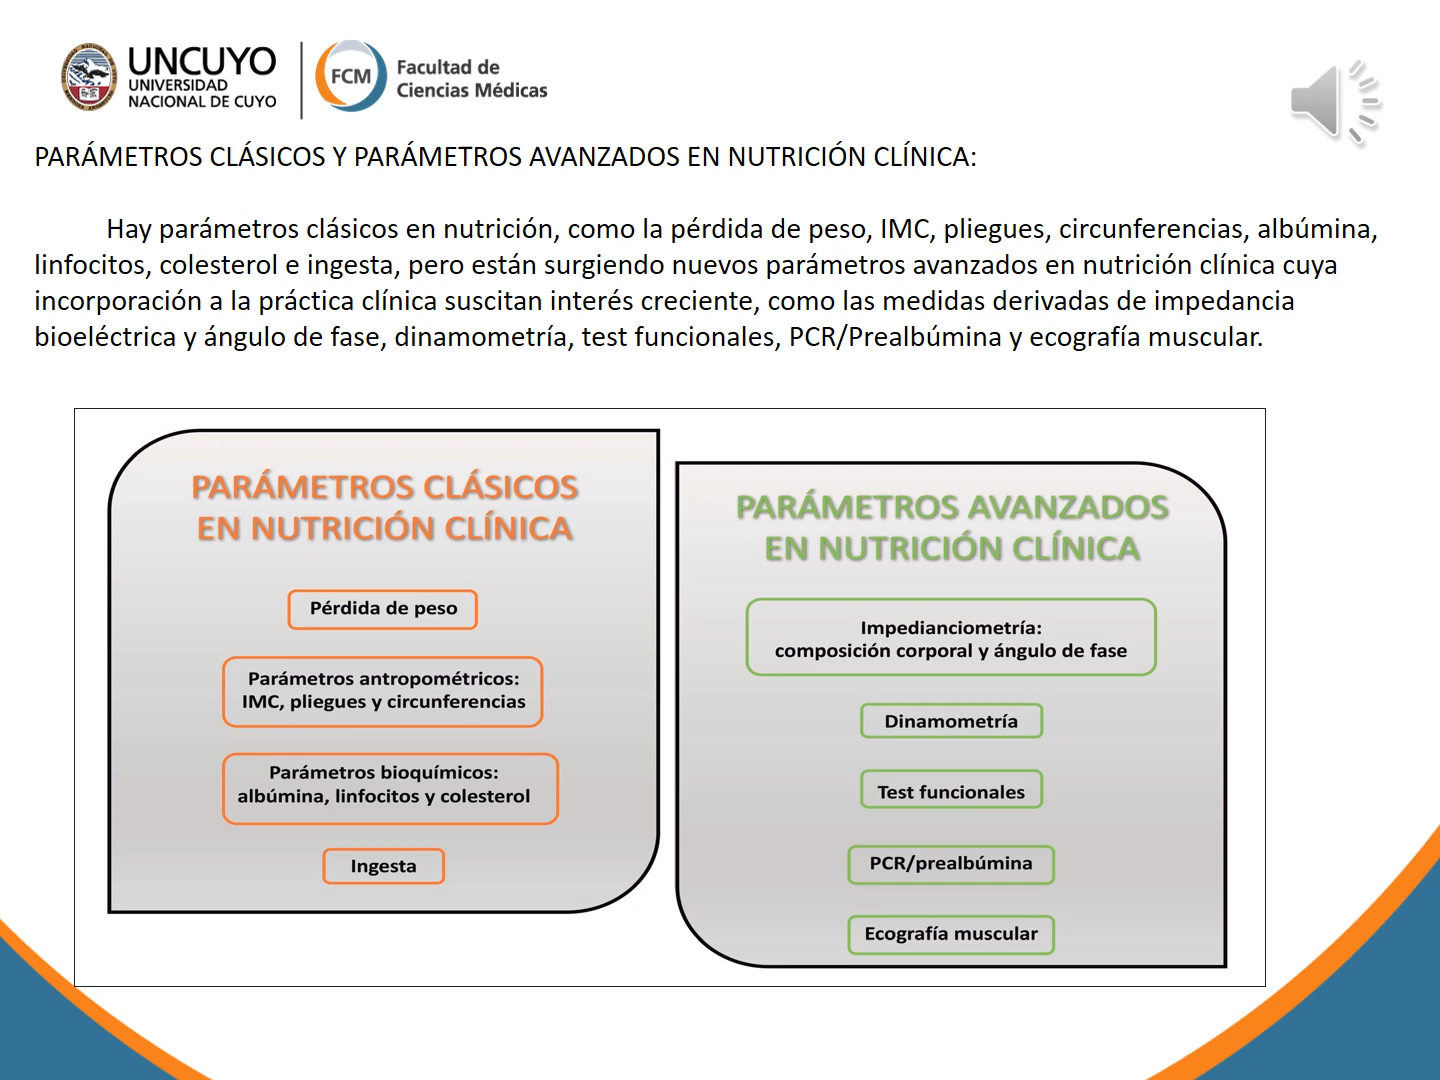 UNCUYO
UNIVERSIDAD
NACIONAL DE CUYO
FCM
Facultad de
Ciencias Médicas
PARÁMETROS CLÁSICOS Y PARÁMETROS AVANZADOS EN NUTRICIÓN CLÍNICA:
Hay parámetros clásicos en nutrición, como la pérdida de peso, IMC, pliegues, circunferencias, albúmina,
linfocitos, colesterol e ingesta, pero están surgiendo nuevos parámetros avanzados en nutrición clínica cuya
incorporación a la práctica clínica suscitan interés creciente, como las medidas derivadas de impedancia
bioeléctrica y ángulo de fase, dinamometría, test funcionales, PCR/Prealbúmina y ecografía muscular.
PARÁMETROS CLÁSICOS
EN NUTRICIÓN CLÍNICA
Pérdida de peso
Parámetros antropométricos:
IMC, pliegues y circunferencias
Parámetros bioquímicos:
albúmina, linfocitos y colesterol
Ingesta
PARÁMETROS AVANZADOS
EN NUTRICIÓN CLÍNICA
Impedianciometría:
composición corporal y ángulo de fase
Dinamometría
Test funcionales
PCR/prealbúmina
Ecografía muscular